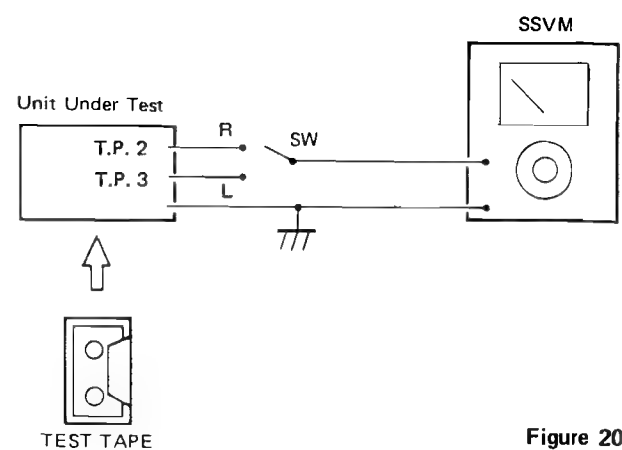 SSVM
Unit Under Test
R
SW
T.P. 2
T.P. 3
L
TEST TAPE
Figure 20